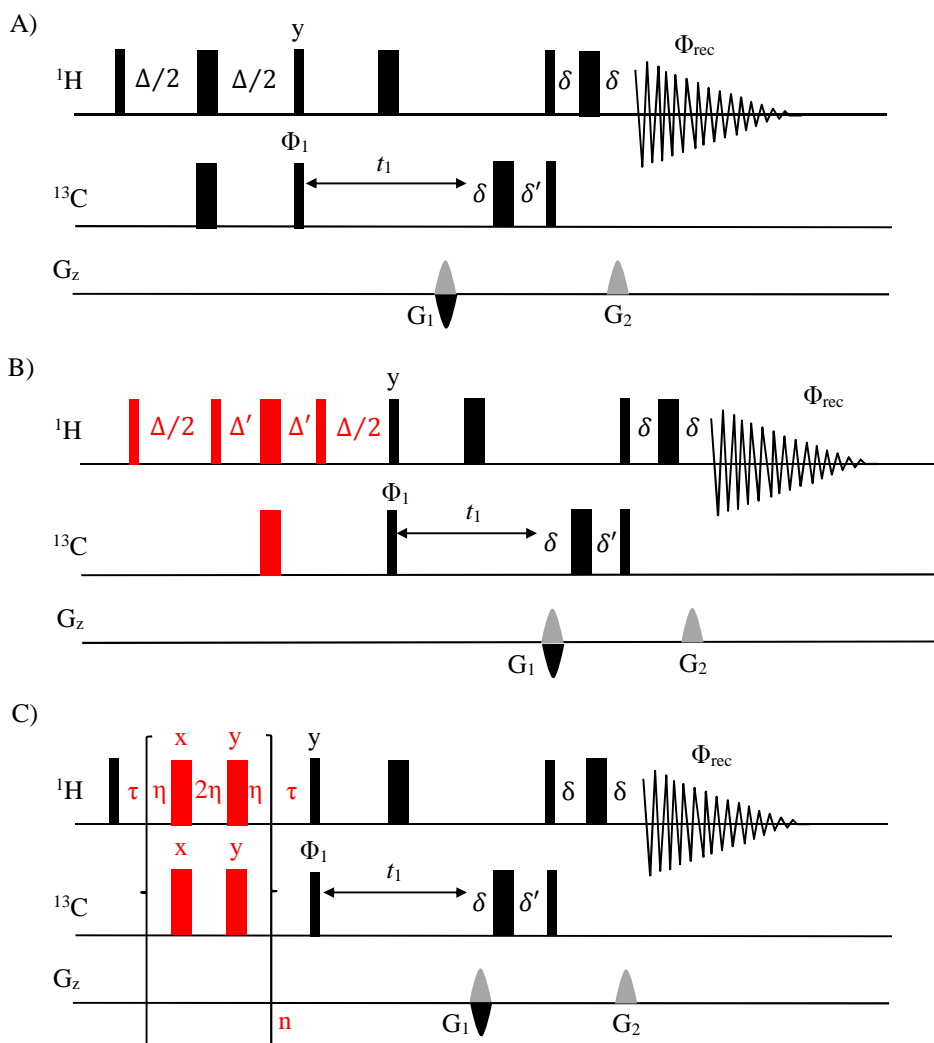 A)
y
Φrec
¹H Δ/2 Δ/2 δ δ
Φ₁
t₁
¹³C δ δ′
Gz
G₁ G₂
B)
y
Φrec
¹H Δ/2 Δ′ Δ′ Δ/2 δ δ
Φ₁
t₁
¹³C δ δ′
Gz
G₁ G₂
C)
x y y
Φrec
¹H τ η 2η η τ δ δ
x y Φ₁
t₁
¹³C δ δ′
Gz
n G₁ G₂